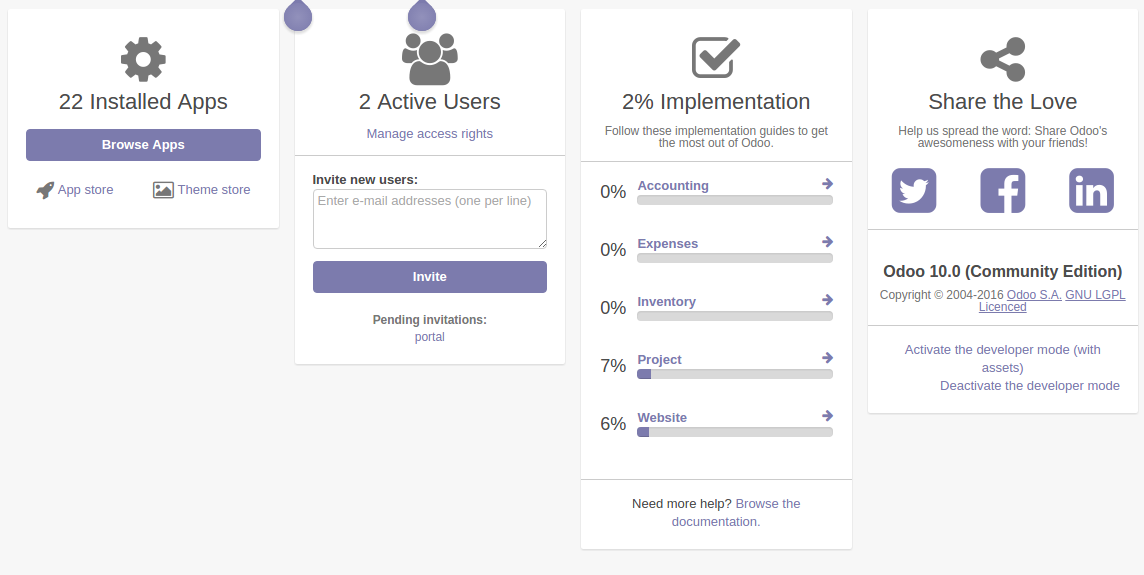 22 Installed Apps
Browse Apps
App store
Theme store
2 Active Users
Manage access rights
Invite new users:
Enter e-mail addresses (one per line)
Invite
Pending invitations:
portal
2% Implementation
Follow these implementation guides to get
the most out of Odoo.
0% Accounting
0% Expenses
0% Inventory
7% Project
6% Website
Need more help? Browse the
documentation.
Share the Love
Help us spread the word: Share Odoo's
awesomeness with your friends!
Odoo 10.0 (Community Edition)
Copyright © 2004-2016 Odoo S.A. GNU LGPL
Licenced
Activate the developer mode (with
assets)
Deactivate the developer mode